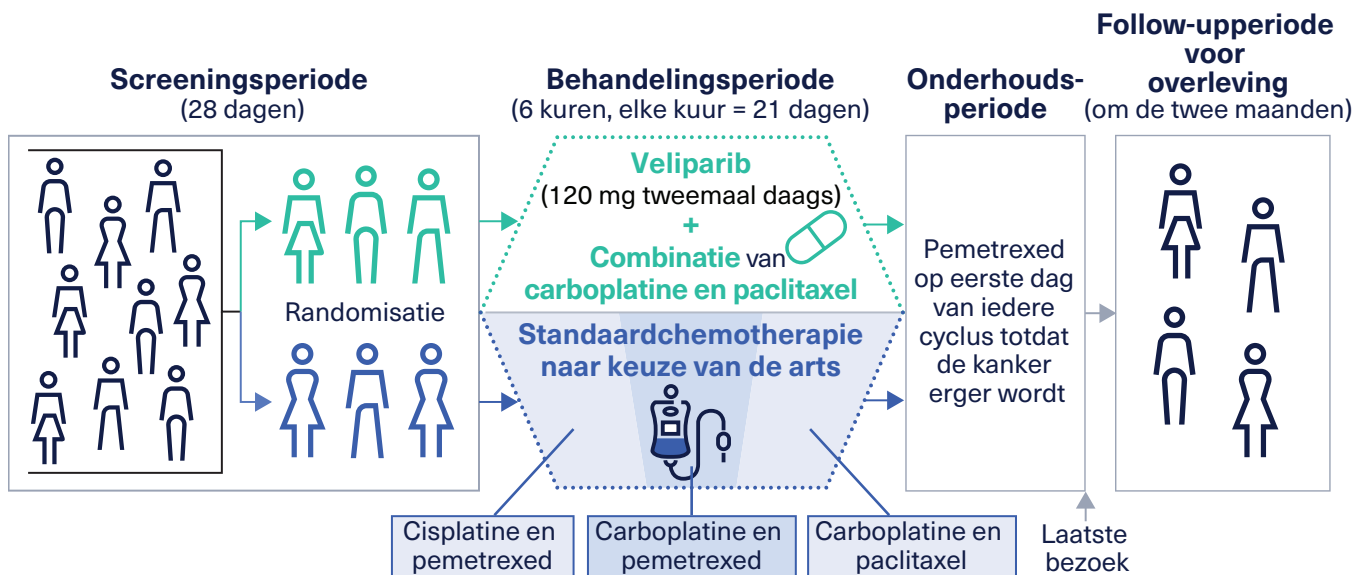 Screeningsperiode
(28 dagen)
Randomisatie
Behandelingsperiode
(6 kuren, elke kuur = 21 dagen)
Veliparib
(120 mg tweemaal daags)
+
Combinatie van
carboplatine en paclitaxel
Standaardchemotherapie
naar keuze van de arts
Cisplatine en
pemetrexed
Carboplatine en
pemetrexed
Carboplatine en
paclitaxel
Onderhouds-
periode
Pemetrexed
op eerste dag
van iedere
cyclus totdat
de kanker
erger wordt
Laatste
bezoek
Follow-upperiode
voor
overleving
(om de twee maanden)